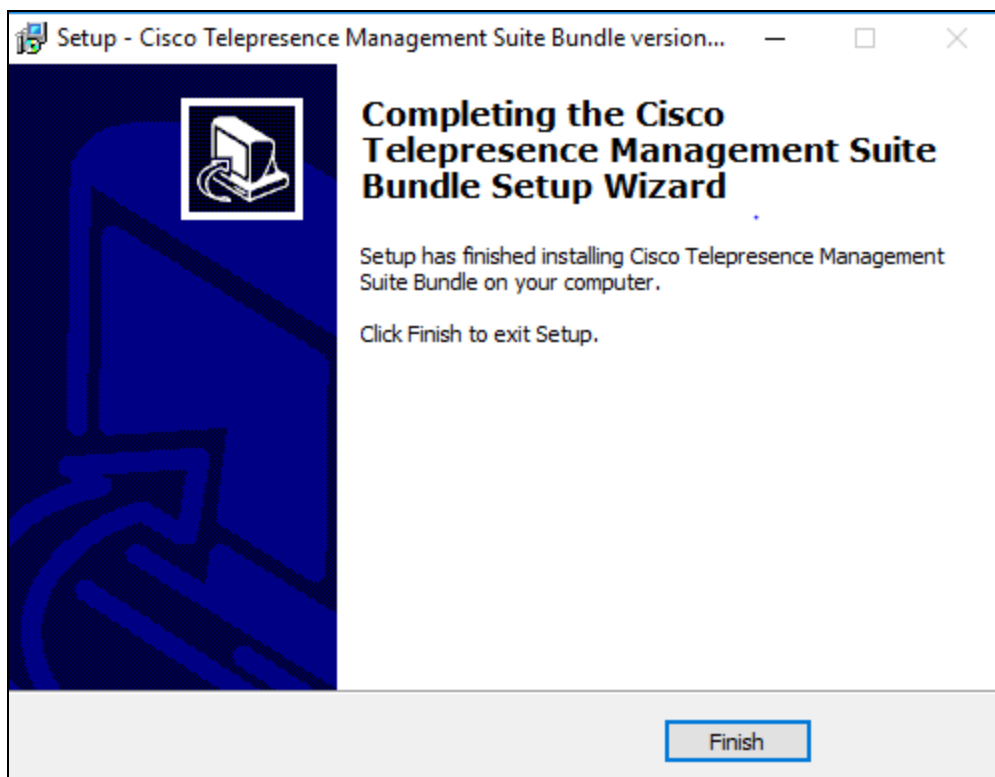 Setup - Cisco Telepresence Management Suite Bundle version...
Completing the Cisco
Telepresence Management Suite
Bundle Setup Wizard
Setup has finished installing Cisco Telepresence Management
Suite Bundle on your computer.
Click Finish to exit Setup.
Finish